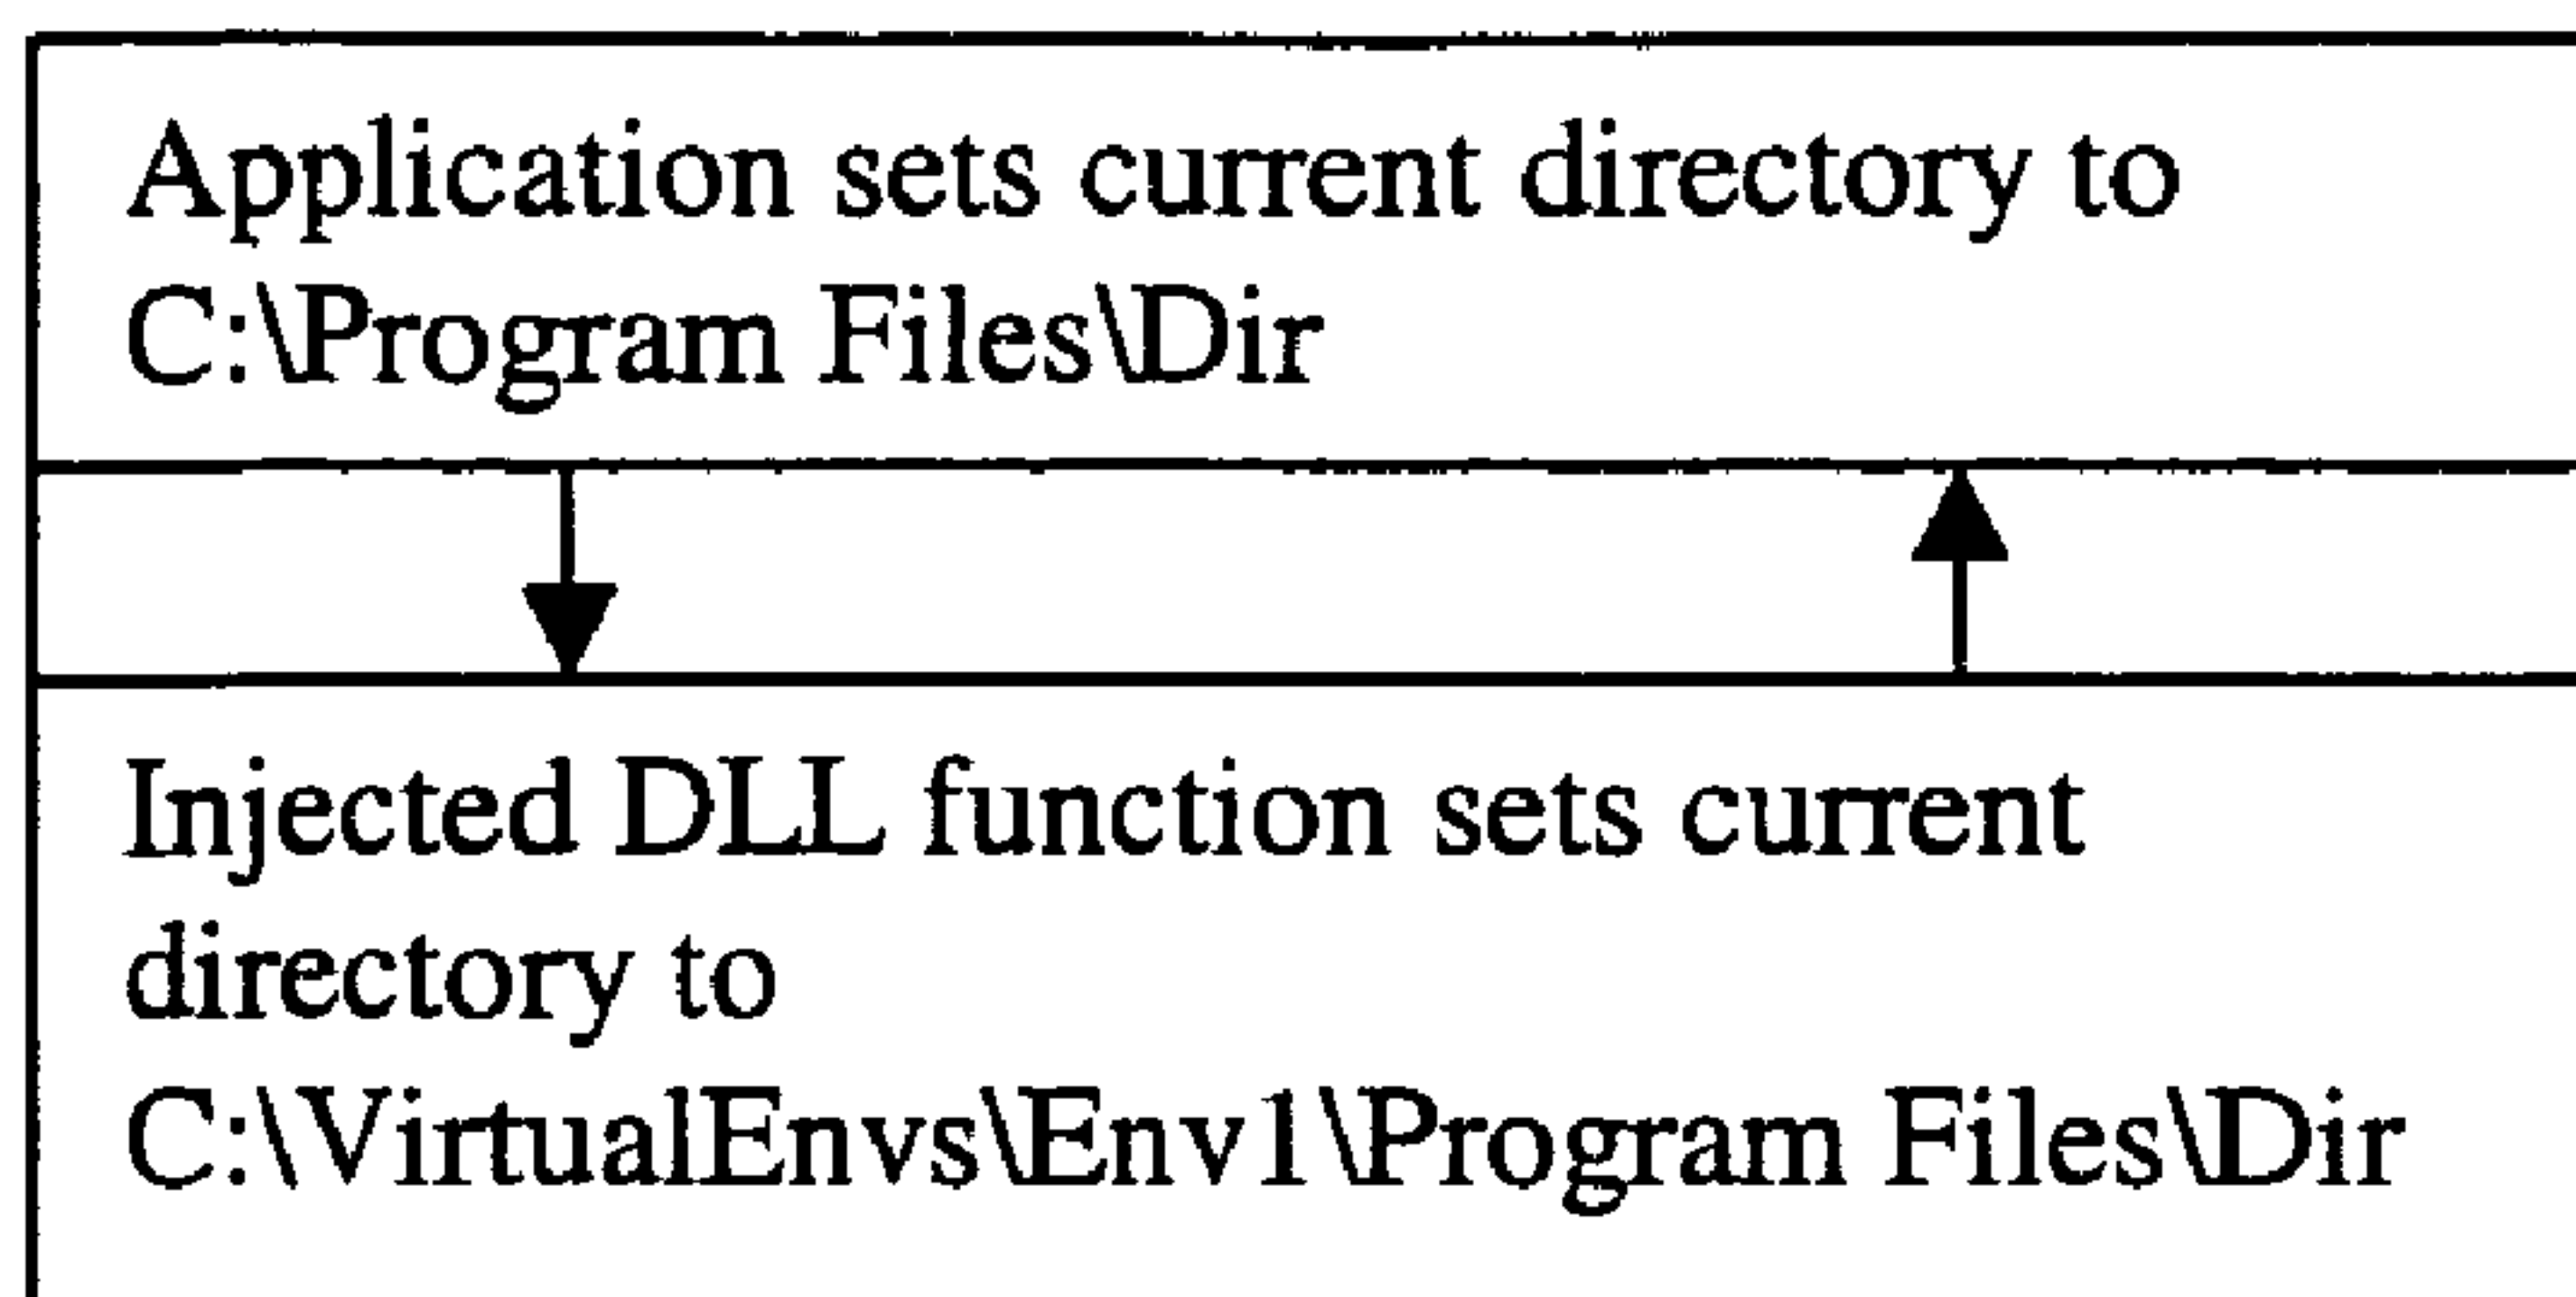 Application sets current directory to
C:\Program Files\Dir
Injected DLL function sets current
directory to
C:\VirtualEnvs\Env1\Program Files\Dir